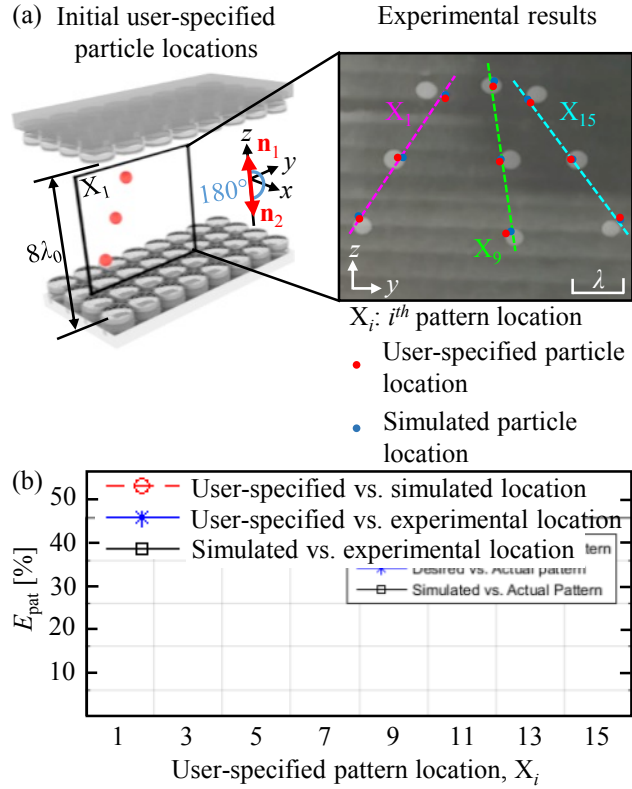 (a) Initial user-specified
particle locations
Experimental results
X1
8λ0
z
n1
y
x
180°
n2
X1
X15
X9
z
y
λ
Xi: ith pattern location
User-specified particle
location
Simulated particle
location
(b)
User-specified vs. simulated location
User-specified vs. experimental location
Simulated vs. experimental location
Desired vs. Actual pattern
Simulated vs. Actual Pattern
Epat [%]
50
40
30
20
10
1 3 5 7 9 11 13 15
User-specified pattern location, Xi